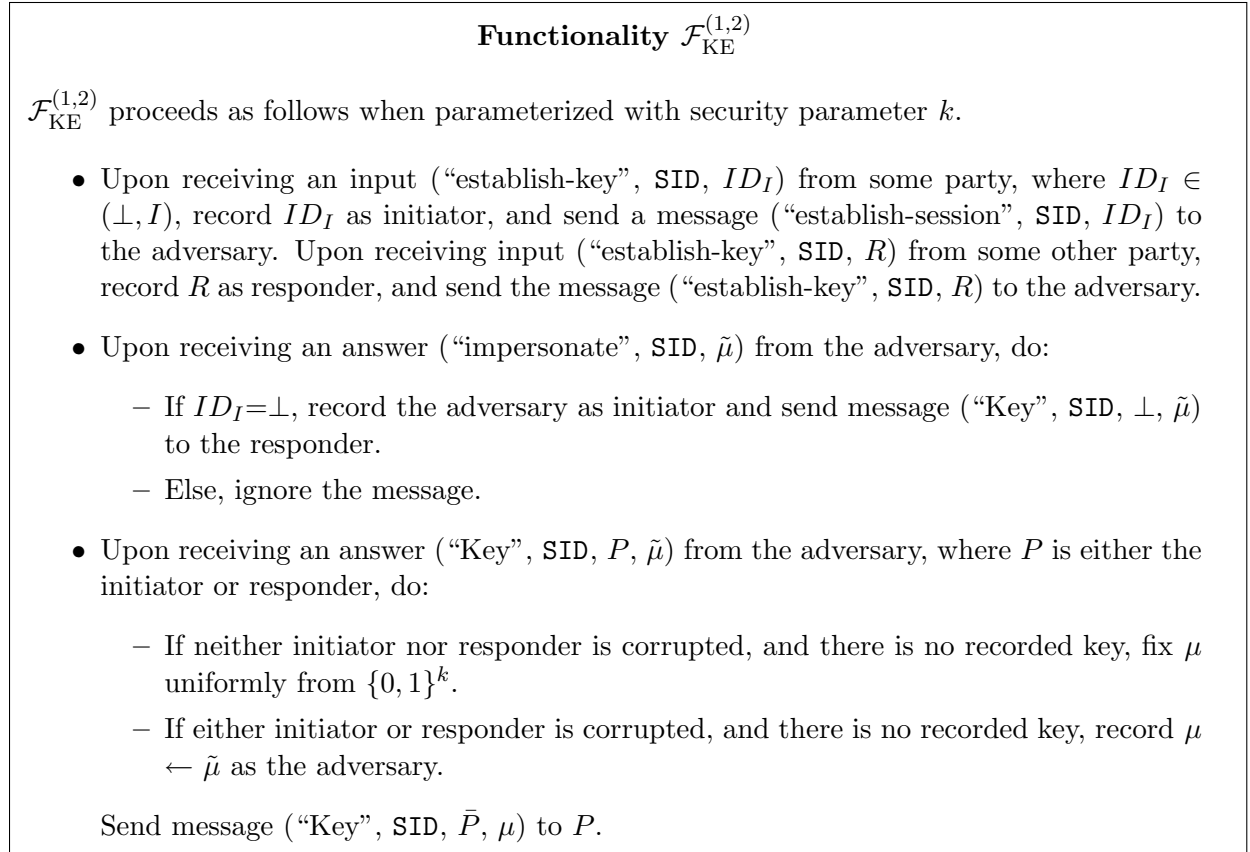 Functionality $\mathcal{F}_{\mathrm{KE}}^{(1,2)}$
$\mathcal{F}_{\mathrm{KE}}^{(1,2)}$ proceeds as follows when parameterized with security parameter $k$.
• Upon receiving an input (“establish-key”, SID, $ID_I$) from some party, where $ID_I \in$
$(\bot, I)$, record $ID_I$ as initiator, and send a message (“establish-session”, SID, $ID_I$) to
the adversary. Upon receiving input (“establish-key”, SID, $R$) from some other party,
record $R$ as responder, and send the message (“establish-key”, SID, $R$) to the adversary.
• Upon receiving an answer (“impersonate”, SID, $\tilde{\mu}$) from the adversary, do:
– If $ID_I$=$\bot$, record the adversary as initiator and send message (“Key”, SID, $\bot$, $\tilde{\mu}$)
to the responder.
– Else, ignore the message.
• Upon receiving an answer (“Key”, SID, $P$, $\tilde{\mu}$) from the adversary, where $P$ is either the
initiator or responder, do:
– If neither initiator nor responder is corrupted, and there is no recorded key, fix $\mu$
uniformly from $\{0, 1\}^k$.
– If either initiator or responder is corrupted, and there is no recorded key, record $\mu$
$\leftarrow \tilde{\mu}$ as the adversary.
Send message (“Key”, SID, $\bar{P}$, $\mu$) to $P$.